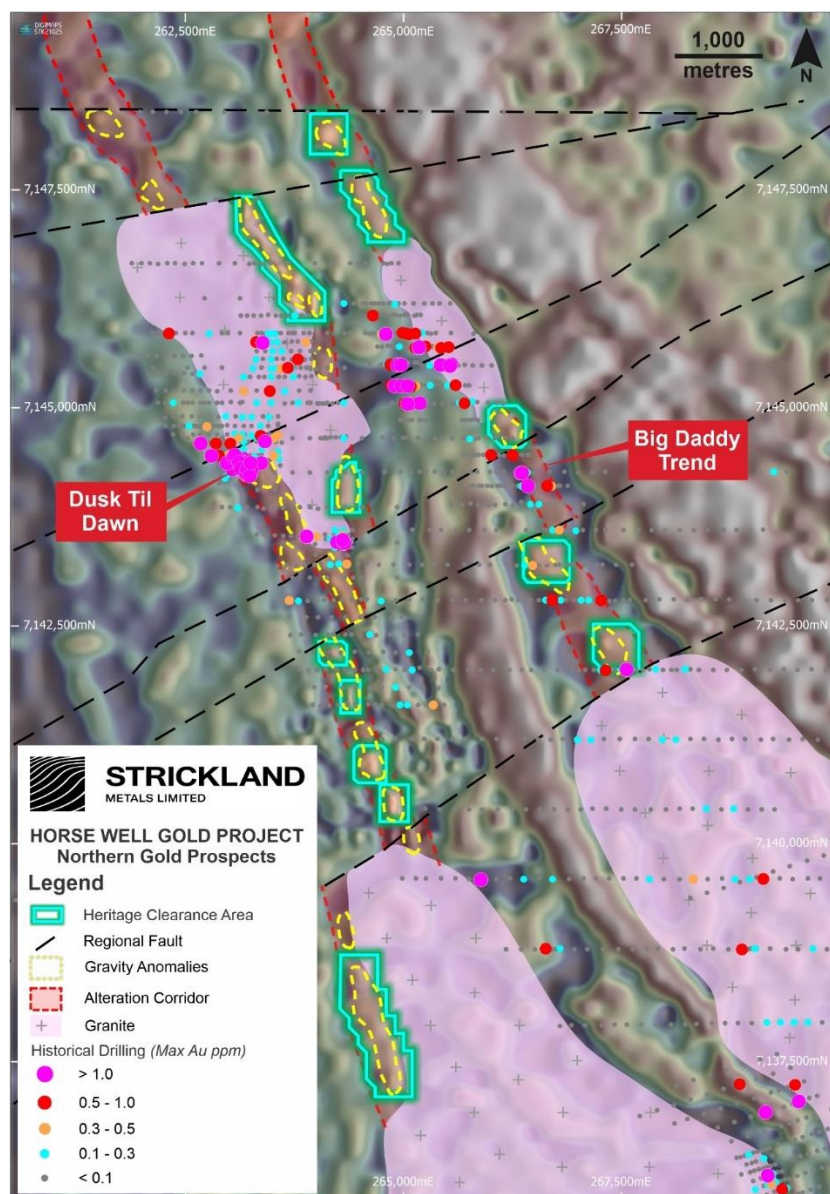 DIGIMAPS
STK2102S
262,500mE
265,000mE
267,500mE
1,000
metres
N
7,147,500mN
7,147,500mN
7,145,000mN
7,145,000mN
Big Daddy
Trend
Dusk Til
Dawn
7,142,500mN
7,142,500mN
STRICKLAND
METALS LIMITED
HORSE WELL GOLD PROJECT
Northern Gold Prospects
Legend
Heritage Clearance Area
Regional Fault
Gravity Anomalies
Alteration Corridor
Granite
Historical Drilling (Max Au ppm)
> 1.0
0.5 - 1.0
0.3 - 0.5
0.1 - 0.3
< 0.1
7,140,000mN
7,137,500mN
265,000mE
267,500mE